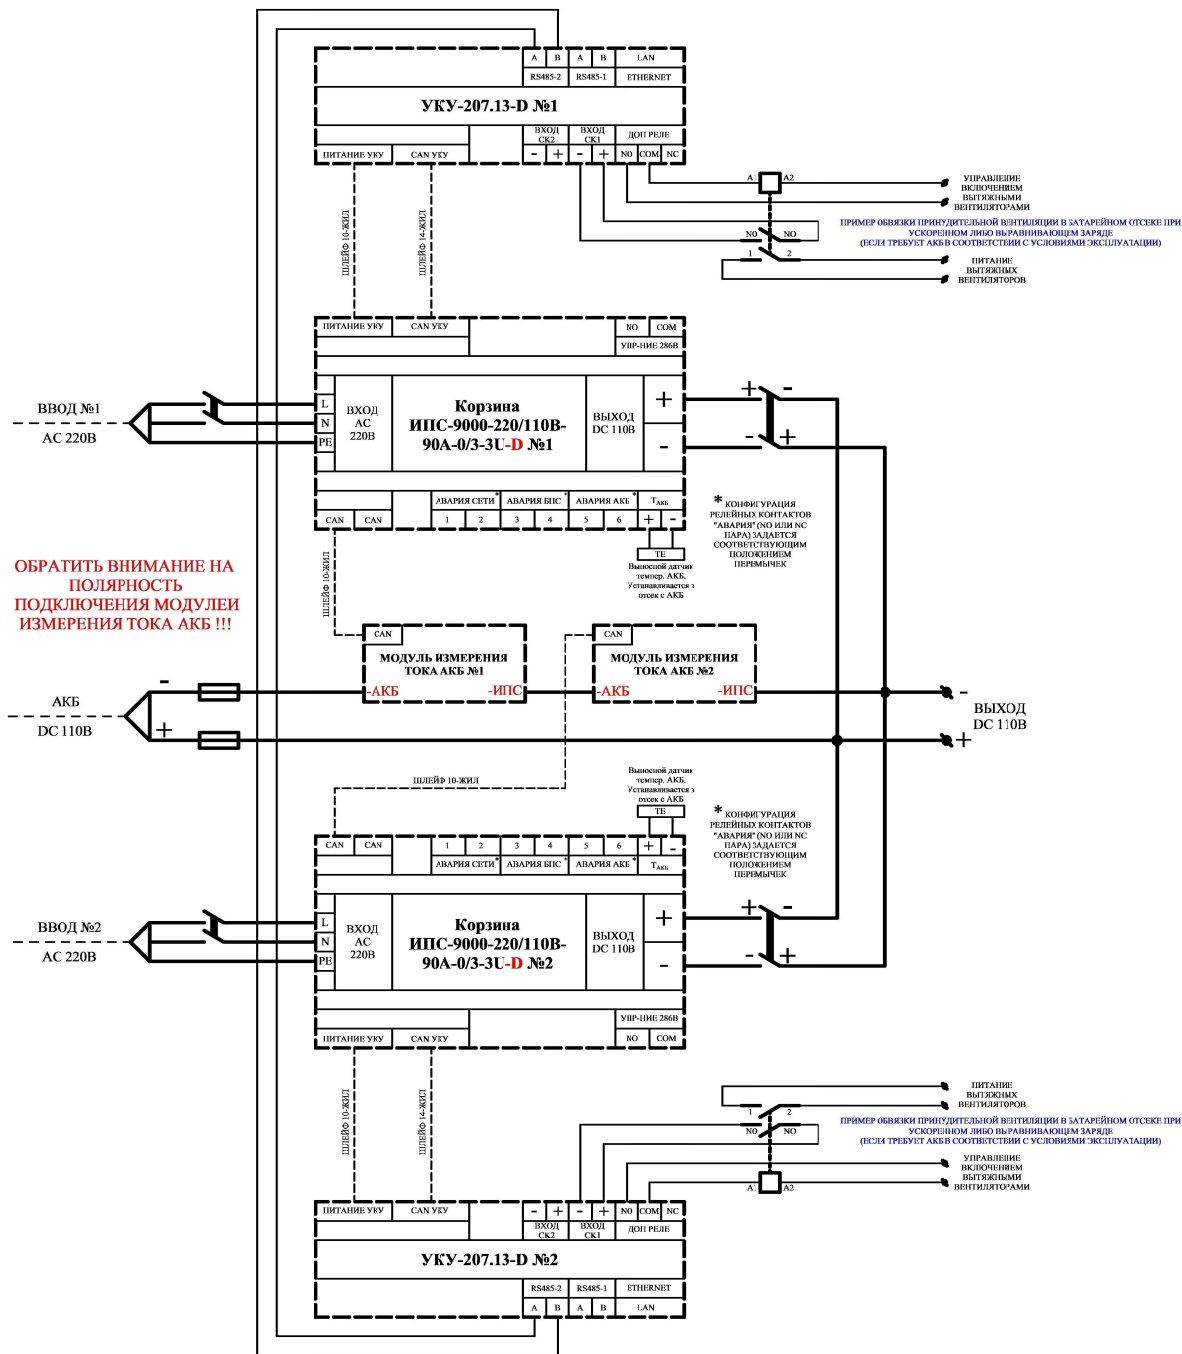 A B A B LAN
RS485-2 RS485-1 ETHERNET
УКУ-207.13-D №1
ВХОД СК2 ВХОД СК1 ДОП РЕЛЕ
ПИТАНИЕ УКУ CAN УКУ - + - + NO COM NC
A1 A2
УПРАВЛЕНИЕ
ВКЛЮЧЕНИЕМ
ВЫТЯЖНЫМИ
ВЕНТИЛЯТОРАМИ
ШЛЕЙФ 10-ЖИЛ
ШЛЕЙФ 14-ЖИЛ
ПРИМЕР ОБВЯЗКИ ПРИНУДИТЕЛЬНОЙ ВЕНТИЛЯЦИИ В БАТАРЕЙНОМ ОТСЕКЕ ПРИ
УСКОРЕННОМ ЛИБО ВЫРАВНИВАЮЩЕМ ЗАРЯДЕ
(ЕСЛИ ТРЕБУЕТ АКБ В СООТВЕТСТВИИ С УСЛОВИЯМИ ЭКСПЛУАТАЦИИ)
NO NO
1 2
ПИТАНИЕ
ВЫТЯЖНЫХ
ВЕНТИЛЯТОРОВ
ПИТАНИЕ УКУ CAN УКУ NO COM
УПР-НИЕ 286В
ВВОД №1
AC 220В
L
N
PE
ВХОД
AC
220В
Корзина
ИПС-9000-220/110В-
90А-0/3-3U-D №1
ВЫХОД
DC 110В
+
-
+ -
- +
АВАРИЯ СЕТИ* АВАРИЯ БПС* АВАРИЯ АКБ* ТАКБ
CAN CAN 1 2 3 4 5 6 + -
* КОНФИГУРАЦИЯ
РЕЛЕЙНЫХ КОНТАКТОВ
"АВАРИЯ" (NO ИЛИ NC
ПАРА) ЗАДАЕТСЯ
СООТВЕТСТВУЮЩИМ
ПОЛОЖЕНИЕМ
ПЕРЕМЫЧЕК
TE
Выносной датчик
темпер. АКБ.
Устанавливается в
отсек с АКБ
ШЛЕЙФ 10-ЖИЛ
ОБРАТИТЬ ВНИМАНИЕ НА
ПОЛЯРНОСТЬ
ПОДКЛЮЧЕНИЯ МОДУЛЕЙ
ИЗМЕРЕНИЯ ТОКА АКБ !!!
CAN
МОДУЛЬ ИЗМЕРЕНИЯ
ТОКА АКБ №1
-АКБ -ИПС
CAN
МОДУЛЬ ИЗМЕРЕНИЯ
ТОКА АКБ №2
-АКБ -ИПС
АКБ
DC 110В
-
+
-
ВЫХОД
DC 110В
+
ШЛЕЙФ 10-ЖИЛ
Выносной датчик
темпер. АКБ.
Устанавливается в
отсек с АКБ
TE
* КОНФИГУРАЦИЯ
РЕЛЕЙНЫХ КОНТАКТОВ
"АВАРИЯ" (NO ИЛИ NC
ПАРА) ЗАДАЕТСЯ
СООТВЕТСТВУЮЩИМ
ПОЛОЖЕНИЕМ
ПЕРЕМЫЧЕК
CAN CAN 1 2 3 4 5 6 + -
АВАРИЯ СЕТИ* АВАРИЯ БПС* АВАРИЯ АКБ* ТАКБ
ВВОД №2
AC 220В
L
N
PE
ВХОД
AC
220В
Корзина
ИПС-9000-220/110В-
90А-0/3-3U-D №2
ВЫХОД
DC 110В
+
-
+ -
- +
УПР-НИЕ 286В
ПИТАНИЕ УКУ CAN УКУ NO COM
ШЛЕЙФ 10-ЖИЛ
ШЛЕЙФ 14-ЖИЛ
ПИТАНИЕ
ВЫТЯЖНЫХ
ВЕНТИЛЯТОРОВ
1 2
NO NO
ПРИМЕР ОБВЯЗКИ ПРИНУДИТЕЛЬНОЙ ВЕНТИЛЯЦИИ В БАТАРЕЙНОМ ОТСЕКЕ ПРИ
УСКОРЕННОМ ЛИБО ВЫРАВНИВАЮЩЕМ ЗАРЯДЕ
(ЕСЛИ ТРЕБУЕТ АКБ В СООТВЕТСТВИИ С УСЛОВИЯМИ ЭКСПЛУАТАЦИИ)
УПРАВЛЕНИЕ
ВКЛЮЧЕНИЕМ
ВЫТЯЖНЫМИ
ВЕНТИЛЯТОРАМИ
A1 A2
ПИТАНИЕ УКУ CAN УКУ - + - + NO COM NC
ВХОД СК2 ВХОД СК1 ДОП РЕЛЕ
УКУ-207.13-D №2
RS485-2 RS485-1 ETHERNET
A B A B LAN